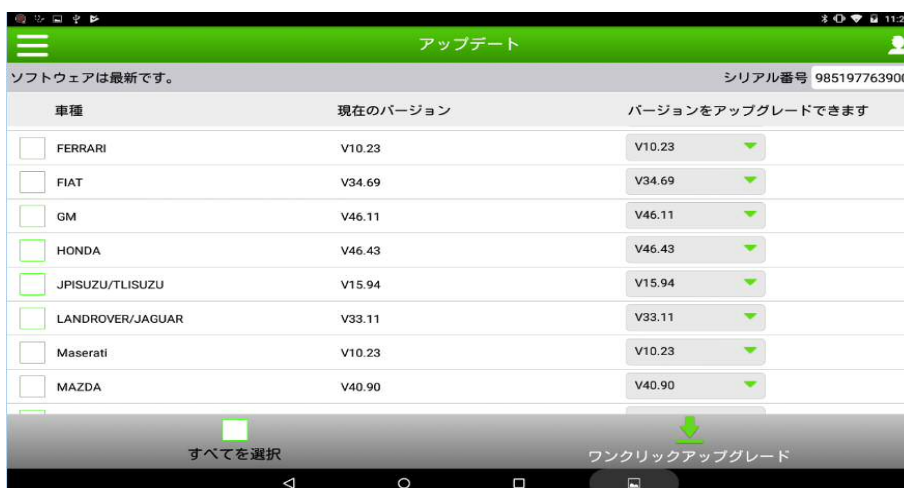 11:2
アップデート
ソフトウェアは最新です。 シリアル番号 98519776390
車種 現在のバージョン バージョンをアップグレードできます
FERRARI V10.23 V10.23
FIAT V34.69 V34.69
GM V46.11 V46.11
HONDA V46.43 V46.43
JPISUZU/TLISUZU V15.94 V15.94
LANDROVER/JAGUAR V33.11 V33.11
Maserati V10.23 V10.23
MAZDA V40.90 V40.90
すべてを選択 ワンクリックアップグレード